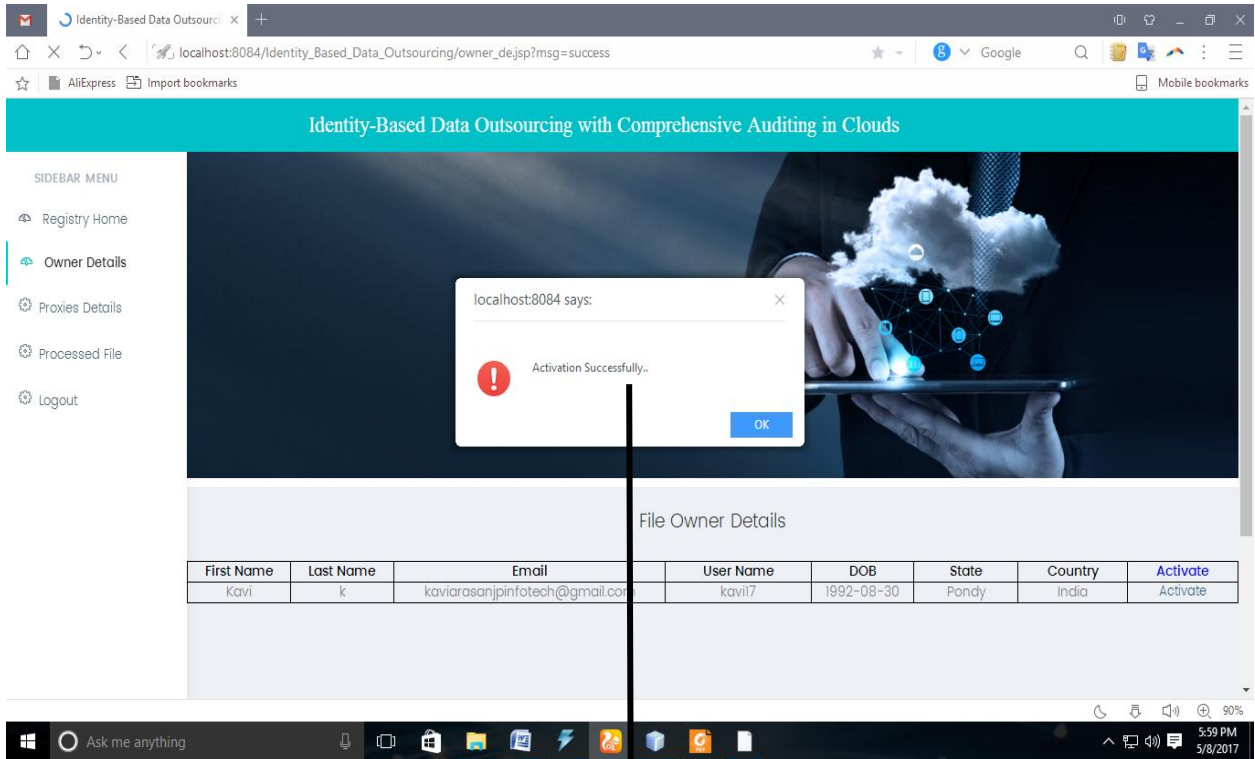 Identity-Based Data Outsourci
localhost:8084/Identity_Based_Data_Outsourcing/owner_de.jsp?msg=success
Google
AliExpress
Import bookmarks
Mobile bookmarks
Identity-Based Data Outsourcing with Comprehensive Auditing in Clouds
SIDEBAR MENU
Registry Home
Owner Details
Proxies Details
Processed File
Logout
localhost:8084 says:
Activation Successfully..
OK
File Owner Details
First Name Last Name Email User Name DOB State Country Activate
Kavi k kaviarasanjpinfotech@gmail.com kavi17 1992-08-30 Pondy India Activate
90%
Ask me anything
5:59 PM
5/8/2017